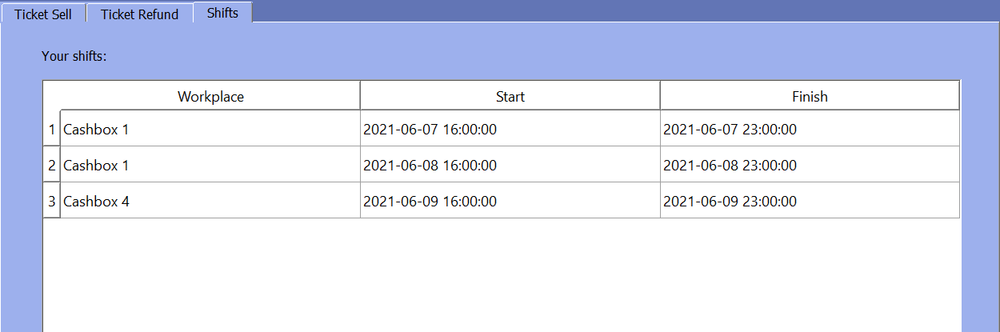 Ticket Sell Ticket Refund Shifts
Your shifts:
Workplace Start Finish
1 Cashbox 1 2021-06-07 16:00:00 2021-06-07 23:00:00
2 Cashbox 1 2021-06-08 16:00:00 2021-06-08 23:00:00
3 Cashbox 4 2021-06-09 16:00:00 2021-06-09 23:00:00